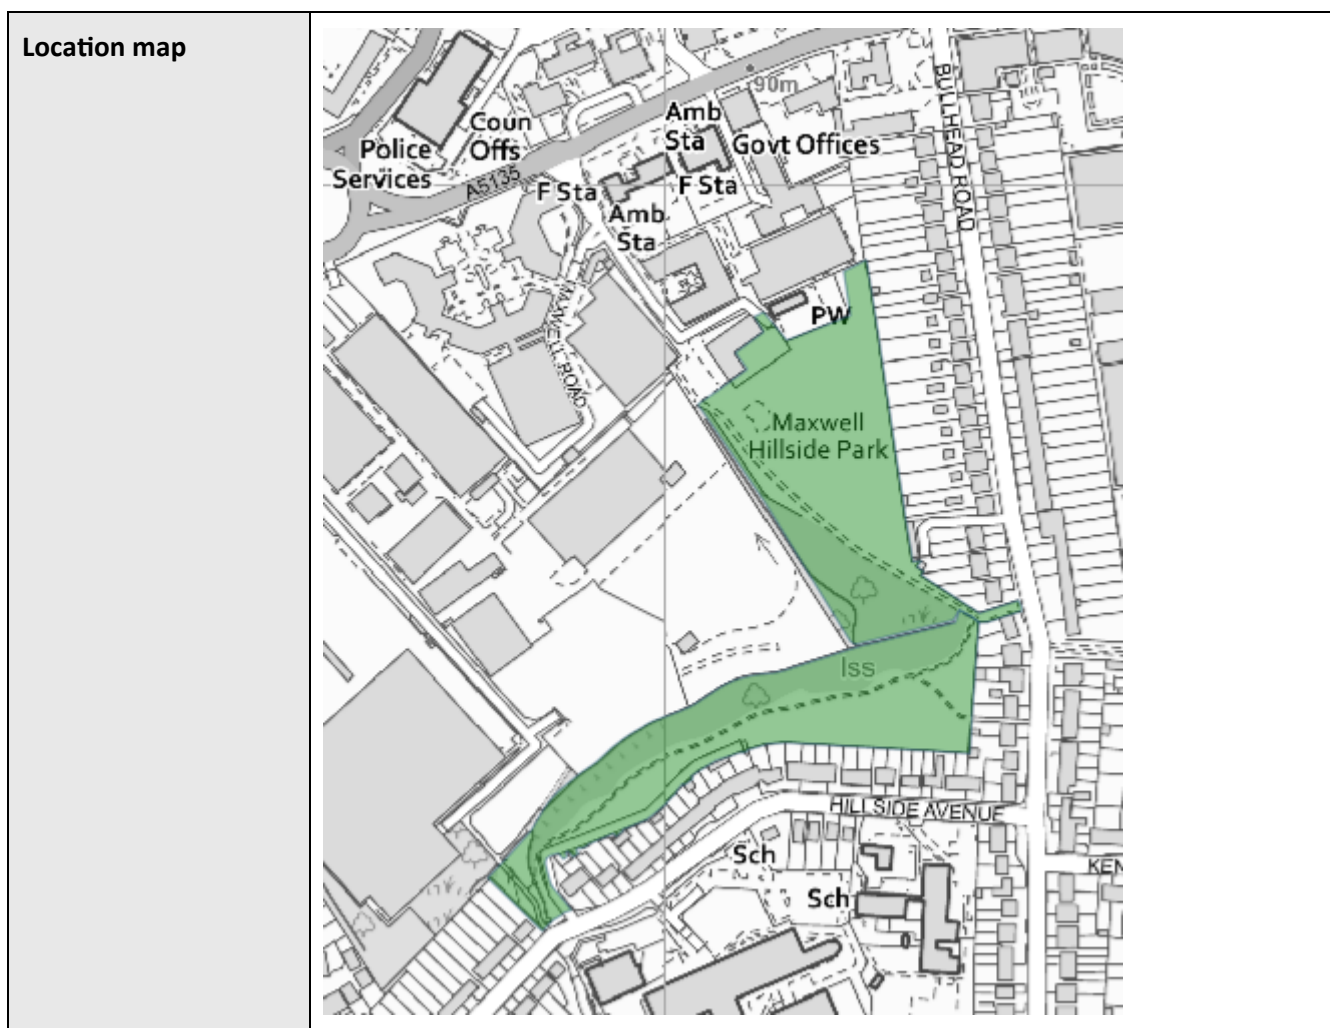 Location map
90m
Amb
Sta
Coun
Offs
Govt Offices
Police
Services
A5135
F Sta
F Sta
Amb
Sta
BULLHEAD ROAD
PW
MAXWELL ROAD
Maxwell
Hillside Park
Iss
HILLSIDE AVENUE
Sch
Sch
KEN